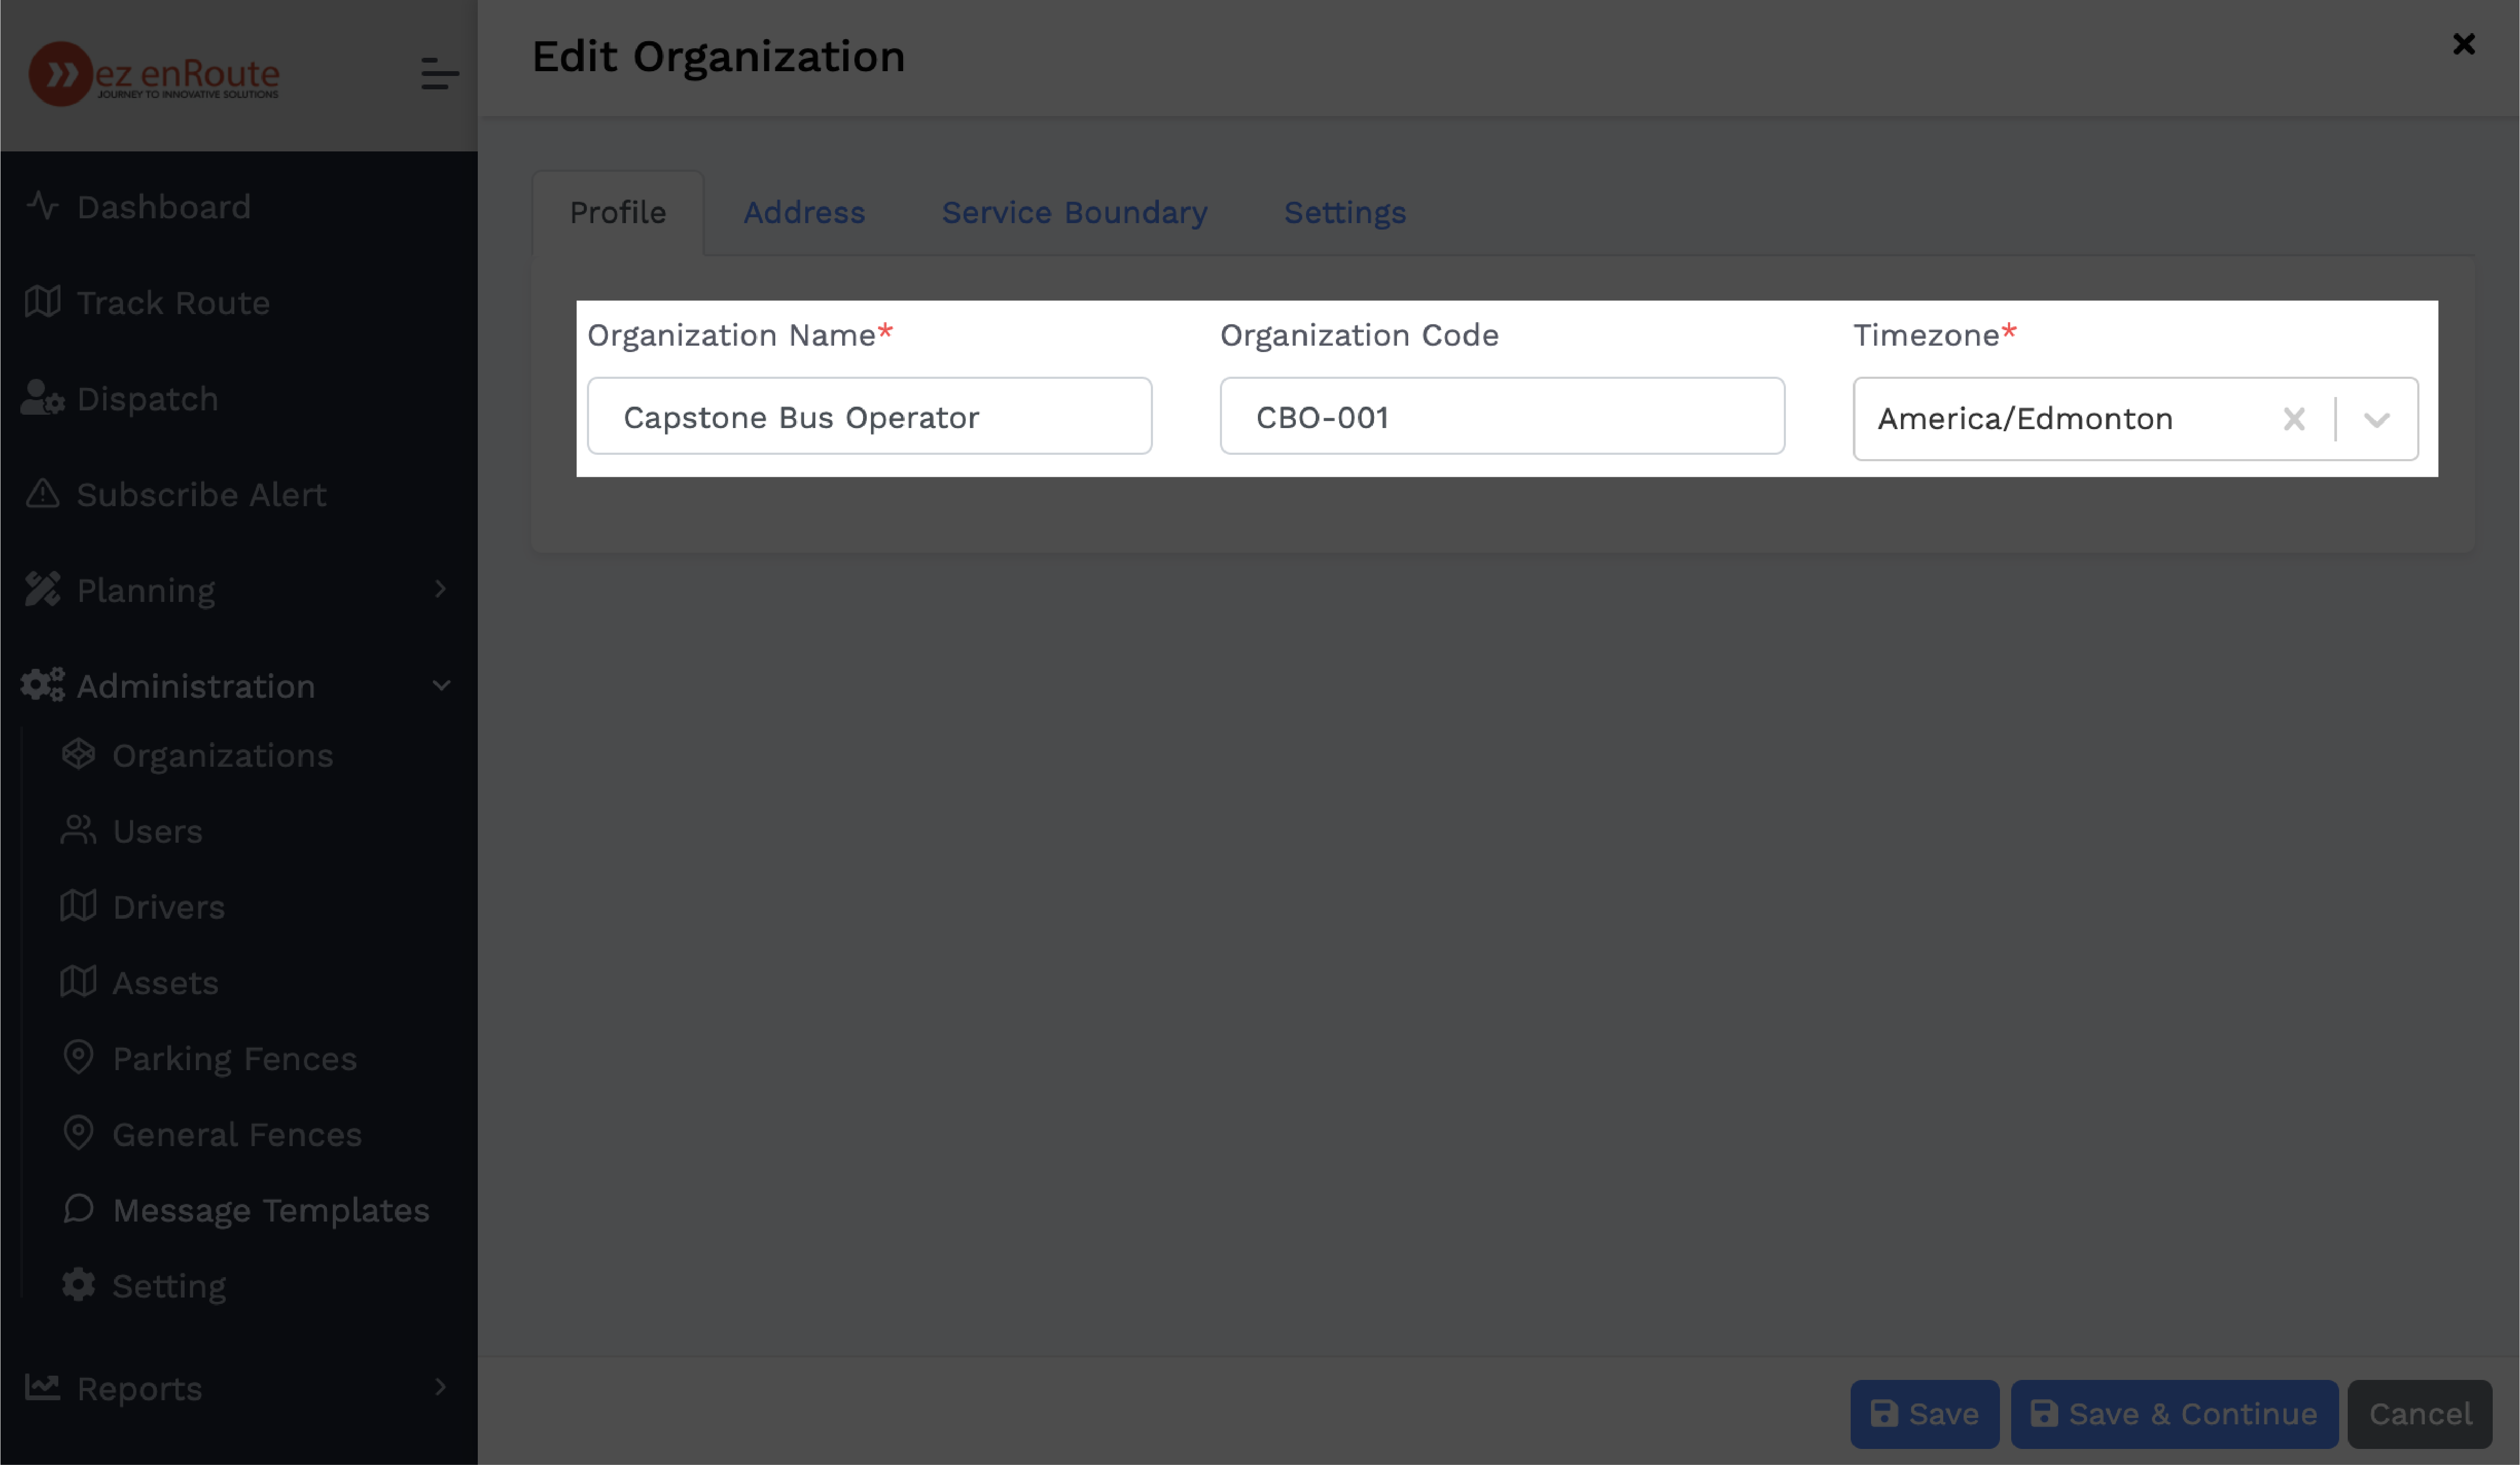 ez enRoute
JOURNEY TO INNOVATIVE SOLUTIONS
Dashboard
Track Route
Dispatch
Subscribe Alert
Planning
Administration
Organizations
Users
Drivers
Assets
Parking Fences
General Fences
Message Templates
Setting
Reports
Edit Organization
Profile Address Service Boundary Settings
Organization Name* Organization Code Timezone*
Capstone Bus Operator CBO-001 America/Edmonton
Save Save & Continue Cancel